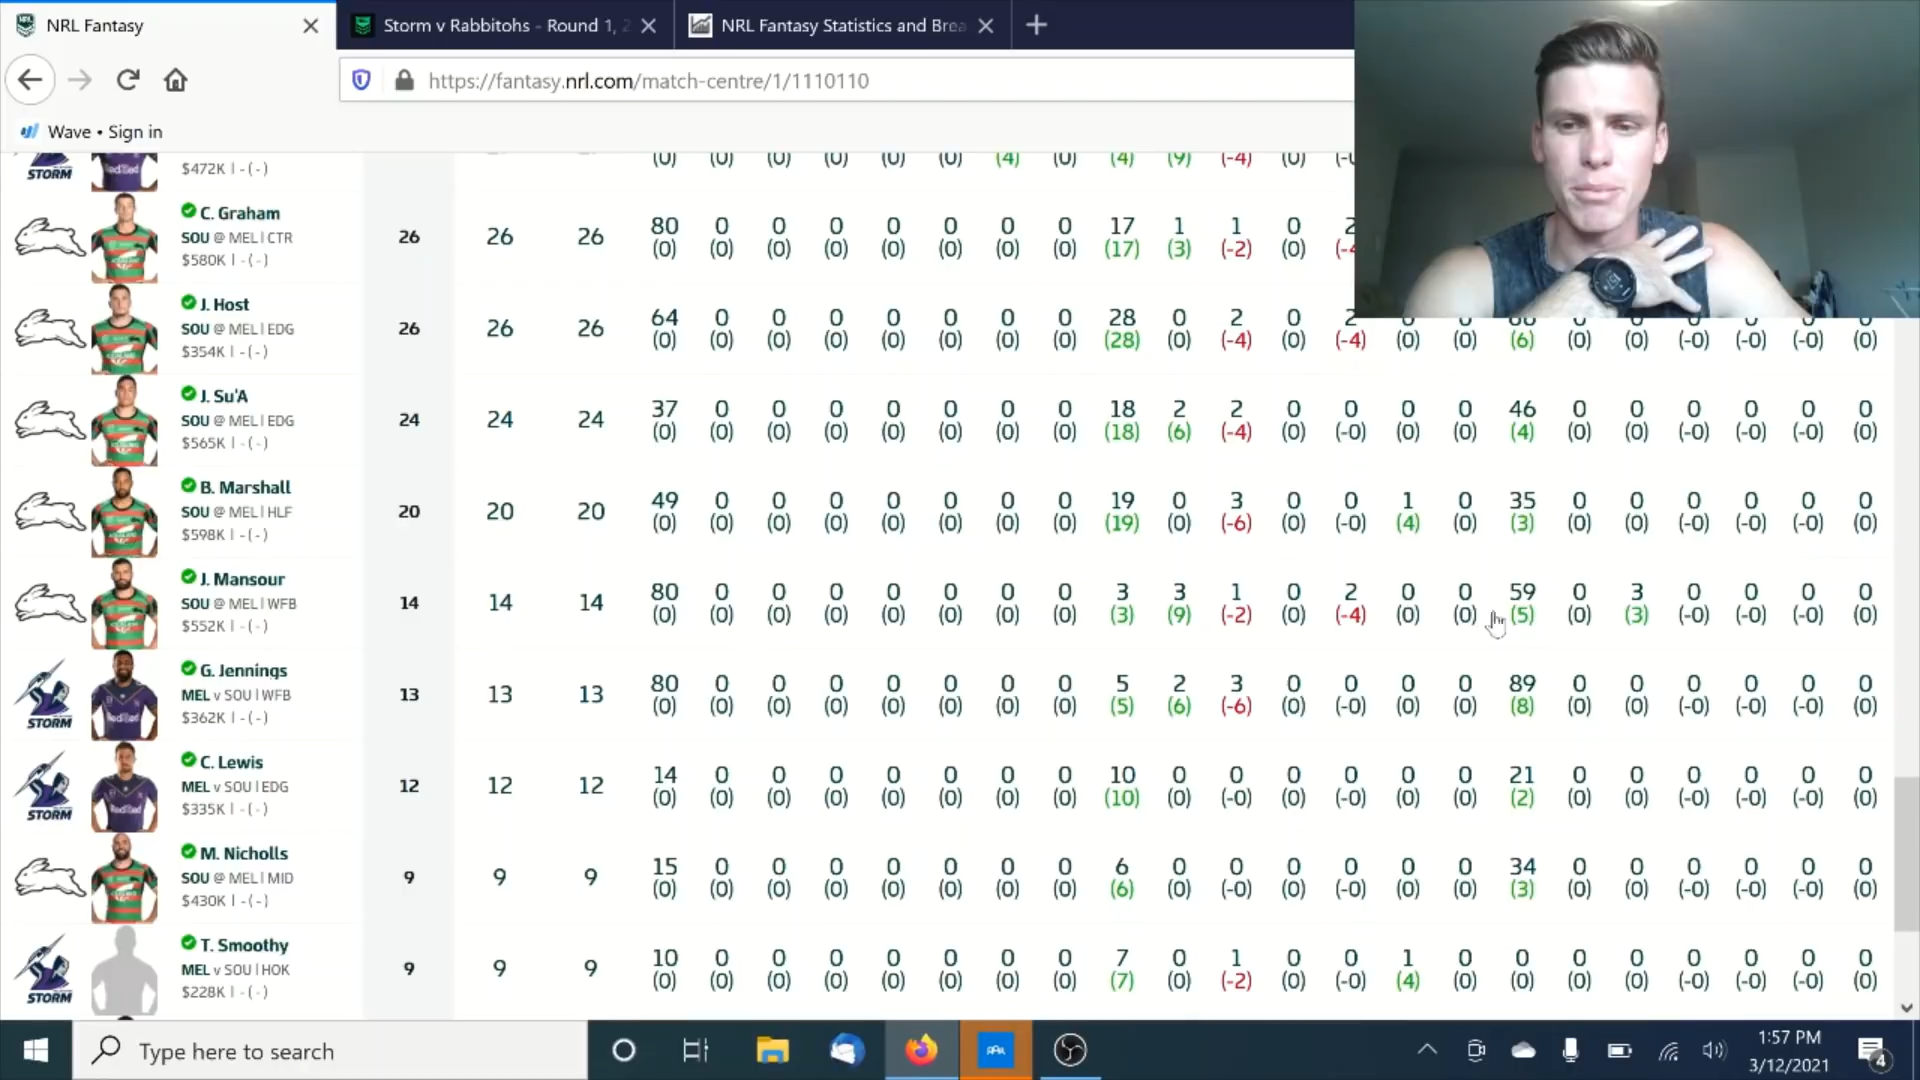 NRL Fantasy
Storm v Rabbitohs - Round 1, 2
NRL Fantasy Statistics and Brea
https://fantasy.nrl.com/match-centre/1/1110110
Wave • Sign in
STORM $472K | - (-) (0) (0) (0) (0) (0) (0) (4) (0) (4) (9) (-4) (0)
C. Graham
SOU @ MEL | CTR
$580K | - (-)
26 26 26 80 0 0 0 0 0 0 0 17 1 1 0 2
(0) (0) (0) (0) (0) (0) (0) (0) (17) (3) (-2) (0) (-4
J. Host
SOU @ MEL | EDG
$354K | - (-)
26 26 26 64 0 0 0 0 0 0 0 28 0 2 0 2
(0) (0) (0) (0) (0) (0) (0) (0) (28) (0) (-4) (0) (-4) (0) (0) (6) (0) (0) (-0) (-0) (-0) (0)
J. Su'A
SOU @ MEL | EDG
$565K | - (-)
24 24 24 37 0 0 0 0 0 0 0 18 2 2 0 0 0 0 46 0 0 0 0 0 0
(0) (0) (0) (0) (0) (0) (0) (0) (18) (6) (-4) (0) (-0) (0) (0) (4) (0) (0) (-0) (-0) (-0) (0)
B. Marshall
SOU @ MEL | HLF
$598K | - (-)
20 20 20 49 0 0 0 0 0 0 0 19 0 3 0 0 1 0 35 0 0 0 0 0 0
(0) (0) (0) (0) (0) (0) (0) (0) (19) (0) (-6) (0) (-0) (4) (0) (3) (0) (0) (-0) (-0) (-0) (0)
J. Mansour
SOU @ MEL | WFB
$552K | - (-)
14 14 14 80 0 0 0 0 0 0 0 3 3 1 0 2 0 0 59 0 3 0 0 0 0
(0) (0) (0) (0) (0) (0) (0) (0) (3) (9) (-2) (0) (-4) (0) (0) (5) (0) (3) (-0) (-0) (-0) (0)
STORM
G. Jennings
MEL v SOU | WFB
$362K | - (-)
13 13 13 80 0 0 0 0 0 0 0 5 2 3 0 0 0 0 89 0 0 0 0 0 0
(0) (0) (0) (0) (0) (0) (0) (0) (5) (6) (-6) (0) (-0) (0) (0) (8) (0) (0) (-0) (-0) (-0) (0)
STORM
C. Lewis
MEL v SOU | EDG
$335K | - (-)
12 12 12 14 0 0 0 0 0 0 0 10 0 0 0 0 0 0 21 0 0 0 0 0 0
(0) (0) (0) (0) (0) (0) (0) (0) (10) (0) (-0) (0) (-0) (0) (0) (2) (0) (0) (-0) (-0) (-0) (0)
M. Nicholls
SOU @ MEL | MID
$430K | - (-)
9 9 9 15 0 0 0 0 0 0 0 6 0 0 0 0 0 0 34 0 0 0 0 0 0
(0) (0) (0) (0) (0) (0) (0) (0) (6) (0) (-0) (0) (-0) (0) (0) (3) (0) (0) (-0) (-0) (-0) (0)
STORM
T. Smoothy
MEL v SOU | HOK
$228K | - (-)
9 9 9 10 0 0 0 0 0 0 0 7 0 1 0 0 1 0 0 0 0 0 0 0 0
(0) (0) (0) (0) (0) (0) (0) (0) (7) (0) (-2) (0) (-0) (4) (0) (0) (0) (0) (-0) (-0) (-0) (0)
Type here to search
1:57 PM
3/12/2021
4